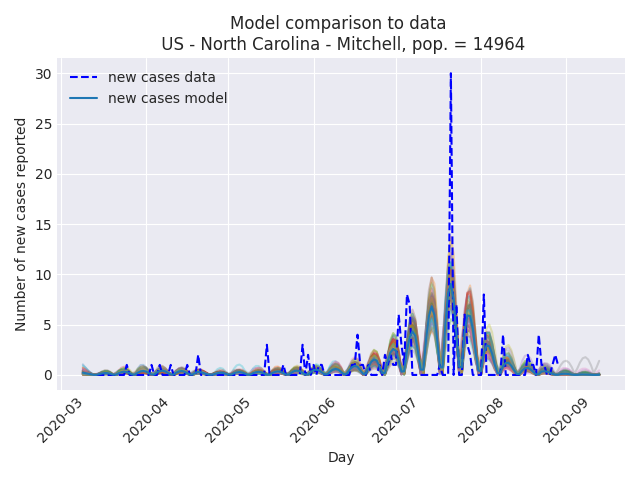 Model comparison to data
US - North Carolina - Mitchell, pop. = 14964
new cases data
new cases model
Number of new cases reported
30
25
20
15
10
5
0
2020-03
2020-04
2020-05
2020-06
2020-07
2020-08
2020-09
Day